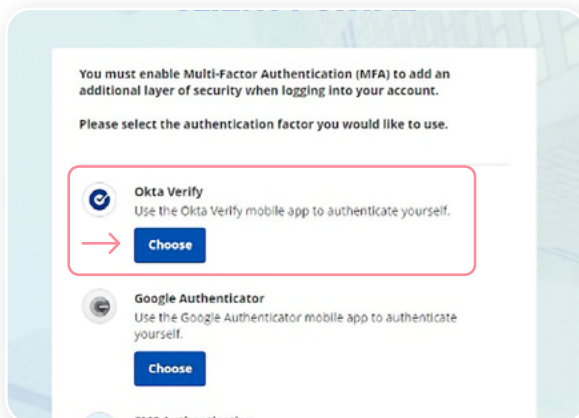 You must enable Multi-Factor Authentication (MFA) to add an
additional layer of security when logging into your account.
Please select the authentication factor you would like to use.
Okta Verify
Use the Okta Verify mobile app to authenticate yourself.
Choose
Google Authenticator
Use the Google Authenticator mobile app to authenticate
yourself.
Choose